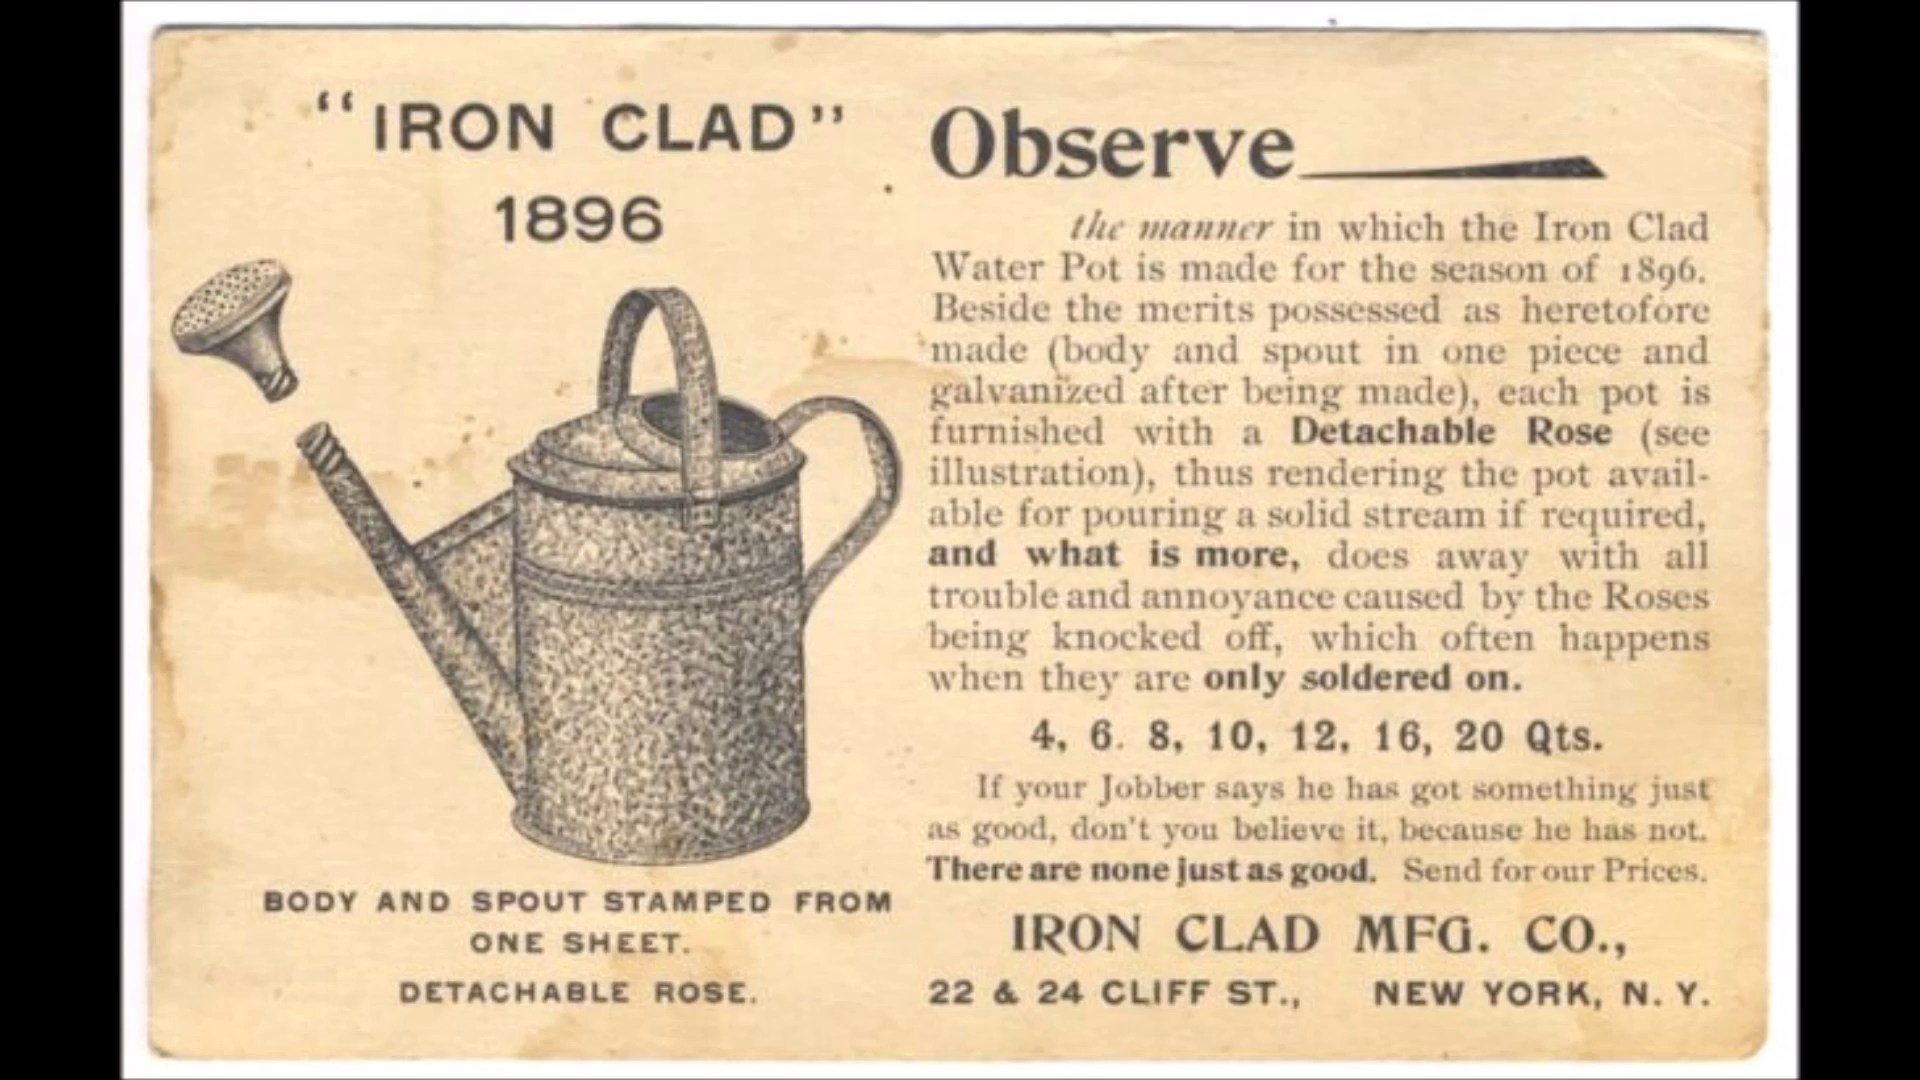 "IRON CLAD"
1896
BODY AND SPOUT STAMPED FROM
ONE SHEET.
DETACHABLE ROSE.
Observe
the manner in which the Iron Clad
Water Pot is made for the season of 1896.
Beside the merits possessed as heretofore
made (body and spout in one piece and
galvanized after being made), each pot is
furnished with a Detachable Rose (see
illustration), thus rendering the pot avail-
able for pouring a solid stream if required,
and what is more, does away with all
trouble and annoyance caused by the Roses
being knocked off, which often happens
when they are only soldered on.
4, 6. 8, 10, 12, 16, 20 Qts.
If your Jobber says he has got something just
as good, don't you believe it, because he has not.
There are none just as good. Send for our Prices.
IRON CLAD MFG. CO.,
22 & 24 CLIFF ST., NEW YORK, N. Y.